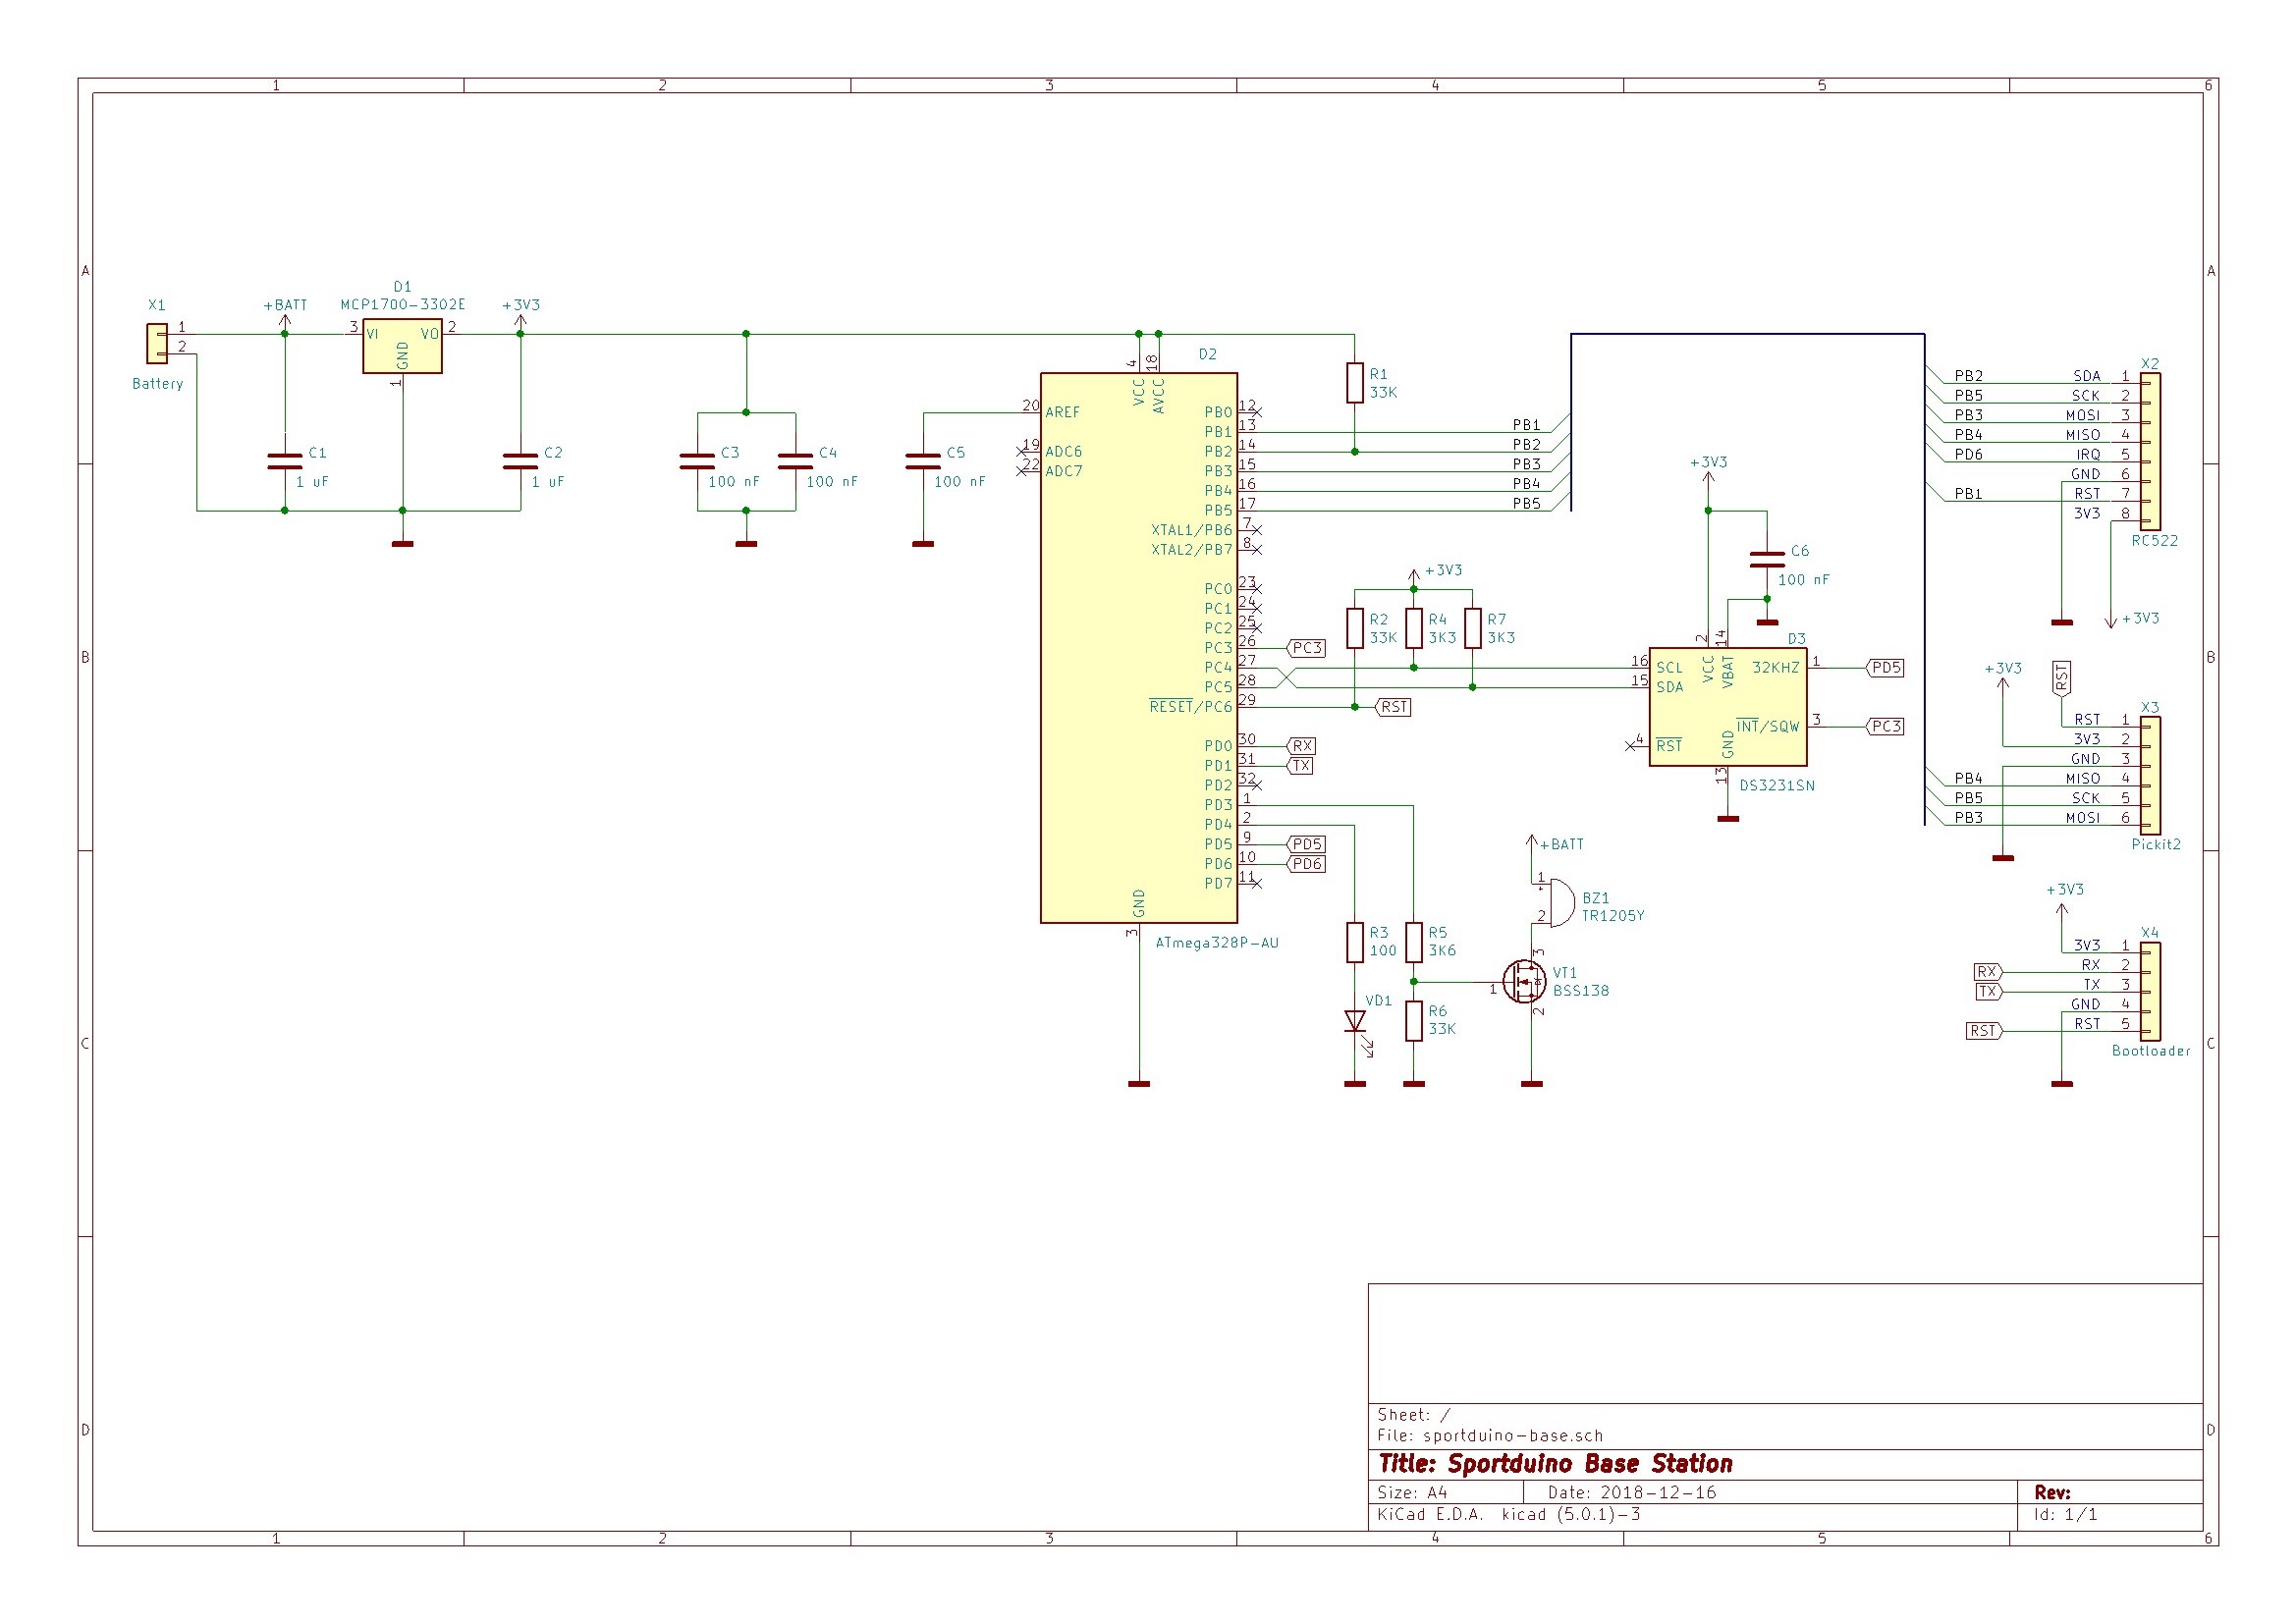 1 2 3 4 5 6
A
B
C
D
A
B
C
D
X1
1
2
Battery
+BATT
C1
1 uF
D1
MCP1700-3302E
3 VI
VO 2
GND
1
+3V3
C2
1 uF
C3
100 nF
C4
100 nF
C5
100 nF
D2
4 VCC
18 AVCC
20 AREF
19 ADC6
22 ADC7
PB0 12
PB1 13
PB2 14
PB3 15
PB4 16
PB5 17
XTAL1/PB6 7
XTAL2/PB7 8
PC0 23
PC1 24
PC2 25
PC3 26
PC4 27
PC5 28
RESET/PC6 29
PD0 30
PD1 31
PD2 32
PD3 1
PD4 2
PD5 9
PD6 10
PD7 11
GND
3
ATmega328P-AU
R1
33K
PB1
PB2
PB3
PB4
PB5
PC3
RST
RX
TX
PD5
PD6
+3V3
R2
33K
R4
3K3
R7
3K3
R3
100
VD1
R5
3K6
R6
33K
+BATT
1
+
2
BZ1
TR1205Y
3
1
2
VT1
BSS138
+3V3
C6
100 nF
D3
2 VCC
14 VBAT
16 SCL
15 SDA
4 RST
32KHZ 1
INT/SQW 3
GND
13
DS3231SN
PD5
PC3
X2
PB2 SDA 1
PB5 SCK 2
PB3 MOSI 3
PB4 MISO 4
PD6 IRQ 5
GND 6
PB1 RST 7
3V3 8
RC522
+3V3
+3V3
RST
X3
RST 1
3V3 2
GND 3
PB4 MISO 4
PB5 SCK 5
PB3 MOSI 6
Pickit2
+3V3
X4
3V3 1
RX RX 2
TX TX 3
GND 4
RST RST 5
Bootloader
Sheet: /
File: sportduino-base.sch
Title: Sportduino Base Station
Size: A4 Date: 2018-12-16 Rev:
KiCad E.D.A. kicad (5.0.1)-3 Id: 1/1
1 2 3 4 5 6